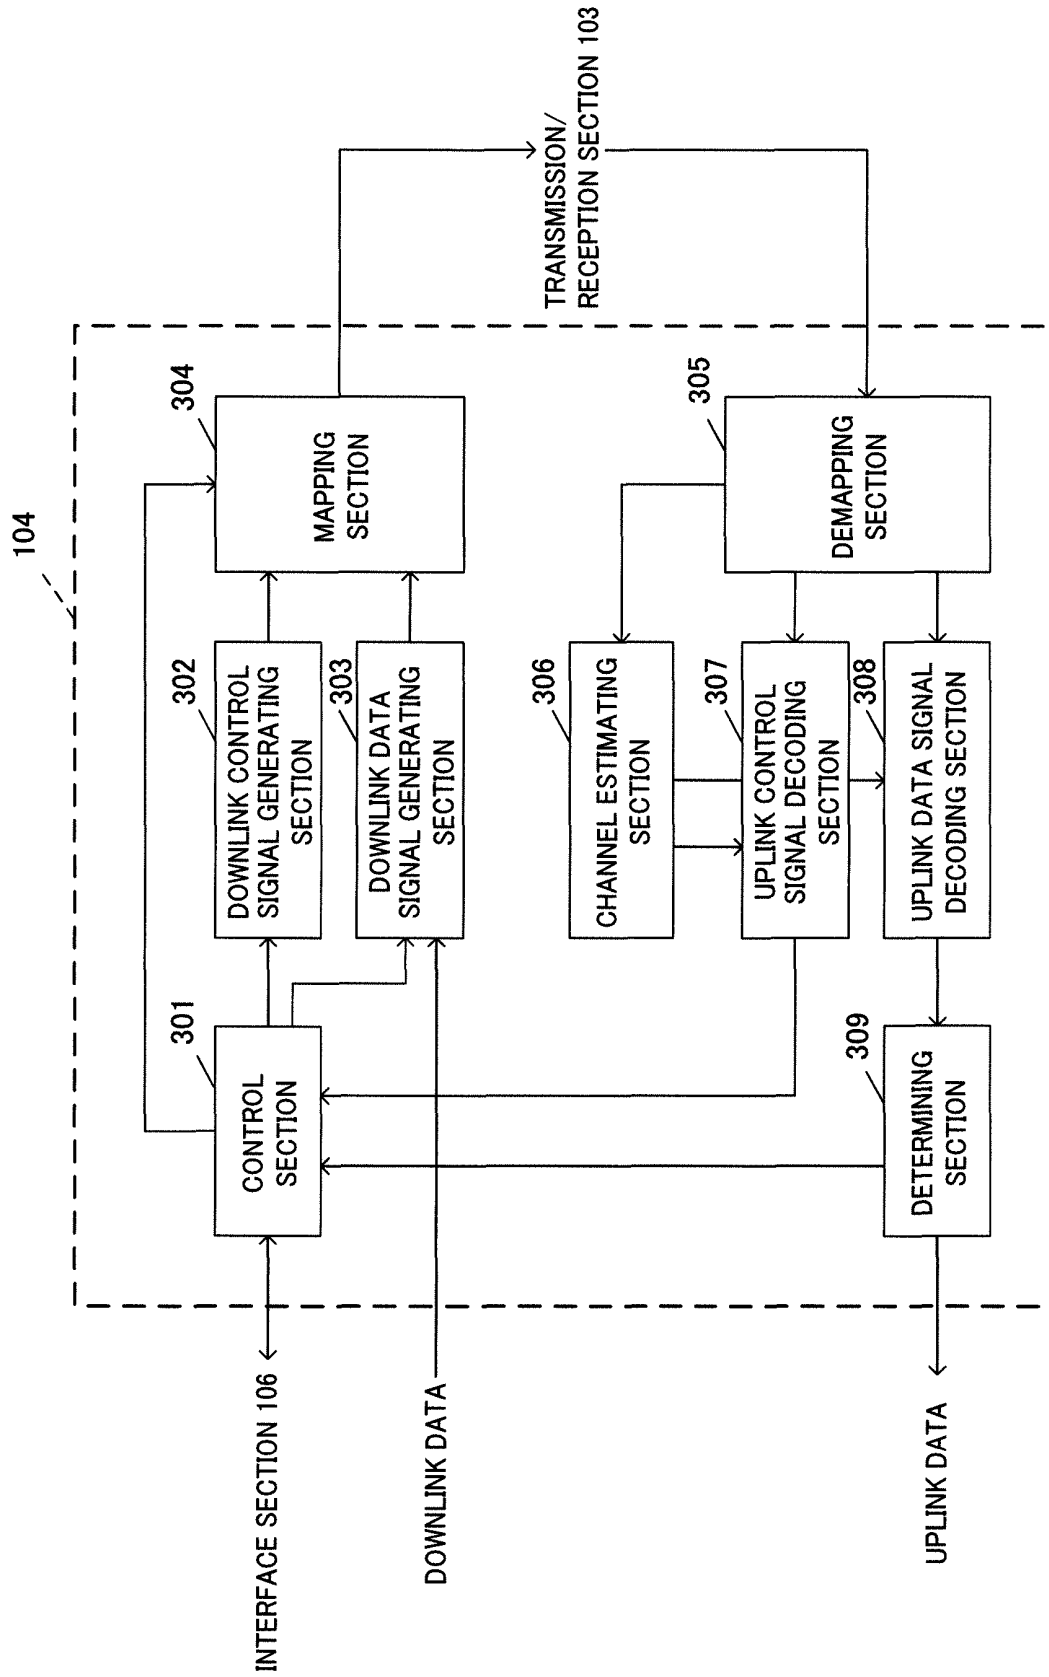 104
INTERFACE SECTION 106
301
CONTROL
SECTION
302
DOWNLINK CONTROL
SIGNAL GENERATING
SECTION
304
MAPPING
SECTION
303
DOWNLINK DATA
SIGNAL GENERATING
SECTION
DOWNLINK DATA
TRANSMISSION/
RECEPTION SECTION 103
306
CHANNEL ESTIMATING
SECTION
305
DEMAPPING
SECTION
307
UPLINK CONTROL
SIGNAL DECODING
SECTION
308
UPLINK DATA SIGNAL
DECODING SECTION
309
DETERMINING
SECTION
UPLINK DATA